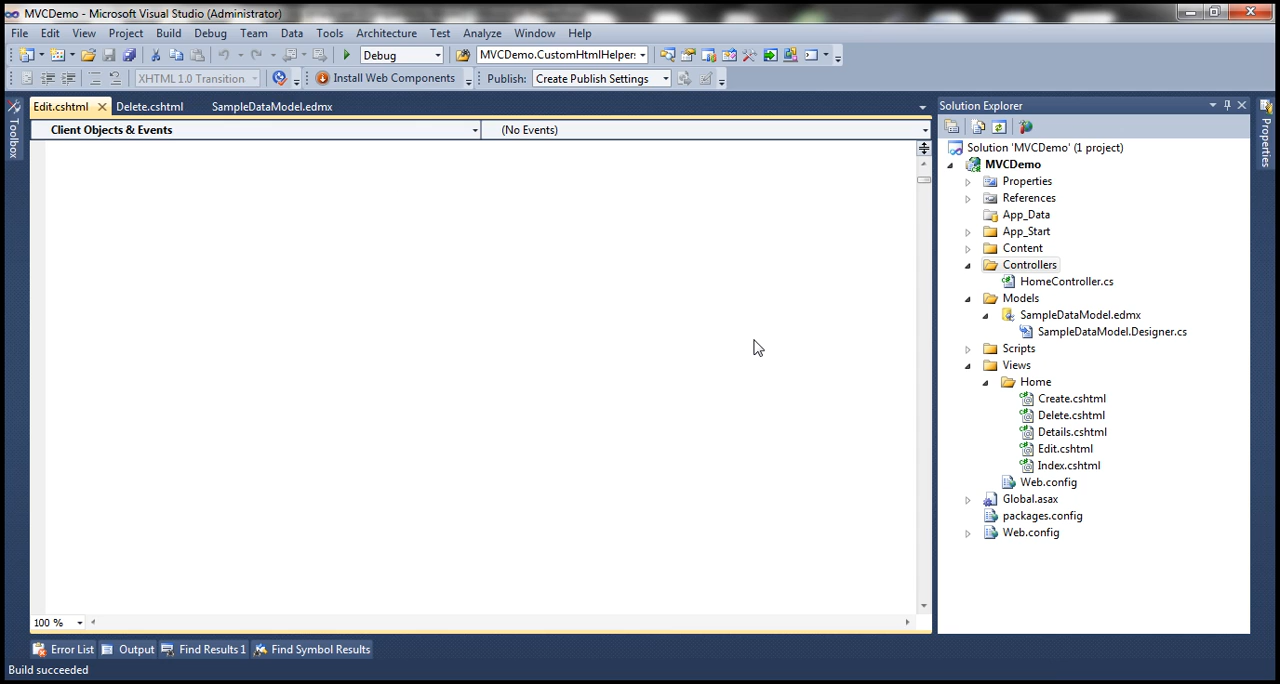 MVCDemo - Microsoft Visual Studio (Administrator)
File Edit View Project Build Debug Team Data Tools Architecture Test Analyze Window Help
Debug MVCDemo.CustomHtmlHelper:
XHTML 1.0 Transition Install Web Components Publish: Create Publish Settings
Edit.cshtml Delete.cshtml SampleDataModel.edmx
Client Objects & Events (No Events)
Toolbox
100 %
Solution Explorer
Solution 'MVCDemo' (1 project)
MVCDemo
Properties
References
App_Data
App_Start
Content
Controllers
HomeController.cs
Models
SampleDataModel.edmx
SampleDataModel.Designer.cs
Scripts
Views
Home
Create.cshtml
Delete.cshtml
Details.cshtml
Edit.cshtml
Index.cshtml
Web.config
Global.asax
packages.config
Web.config
Properties
Error List Output Find Results 1 Find Symbol Results
Build succeeded